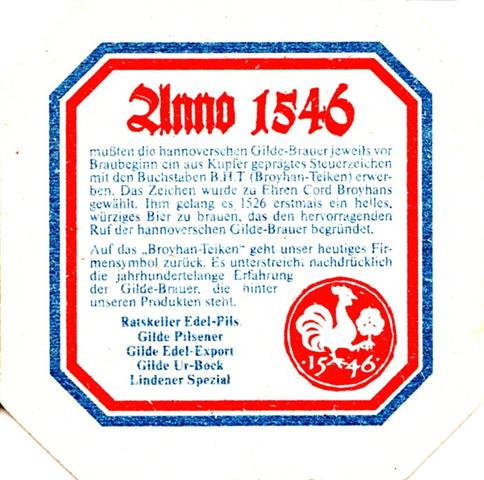 Anno 1546
mußten die hannoverschen Gilde-Brauer jeweils vor
Braubeginn ein aus Kupfer geprägtes Steuerzeichen
mit den Buchstaben B.H.T. (Broyhan-Teiken) erwer-
ben. Das Zeichen wurde zu Ehren Cord Broyhans
gewählt. Ihm gelang es 1526 erstmals ein helles,
würziges Bier zu brauen, das den hervorragenden
Ruf der hannoverschen Gilde-Brauer begründet.
Auf das „Broyhan-Teiken" geht unser heutiges Fir-
mensymbol zurück. Es unterstreicht nachdrücklich
die jahrhundertelange Erfahrung
der Gilde-Brauer, die hinter
unseren Produkten steht.
Ratskeller Edel-Pils
Gilde Pilsener
Gilde Edel-Export
Gilde Ur-Bock
Lindener Spezial
·15 46·